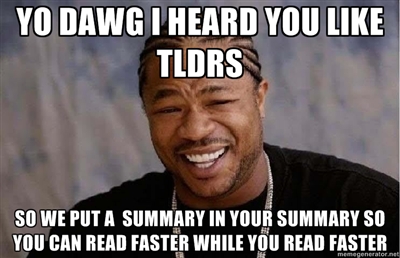 YO DAWG I HEARD YOU LIKE
TLDRS
SO WE PUT A SUMMARY IN YOUR SUMMARY SO
YOU CAN READ FASTER WHILE YOU READ FASTER
memegenerator.net